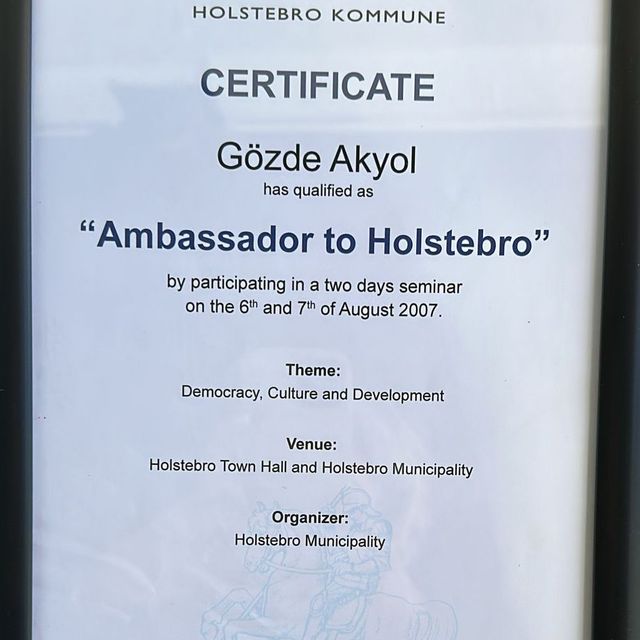 HOLSTEBRO KOMMUNE
CERTIFICATE
Gözde Akyol
has qualified as
“Ambassador to Holstebro”
by participating in a two days seminar
on the 6th and 7th of August 2007.
Theme:
Democracy, Culture and Development
Venue:
Holstebro Town Hall and Holstebro Municipality
Organizer:
Holstebro Municipality